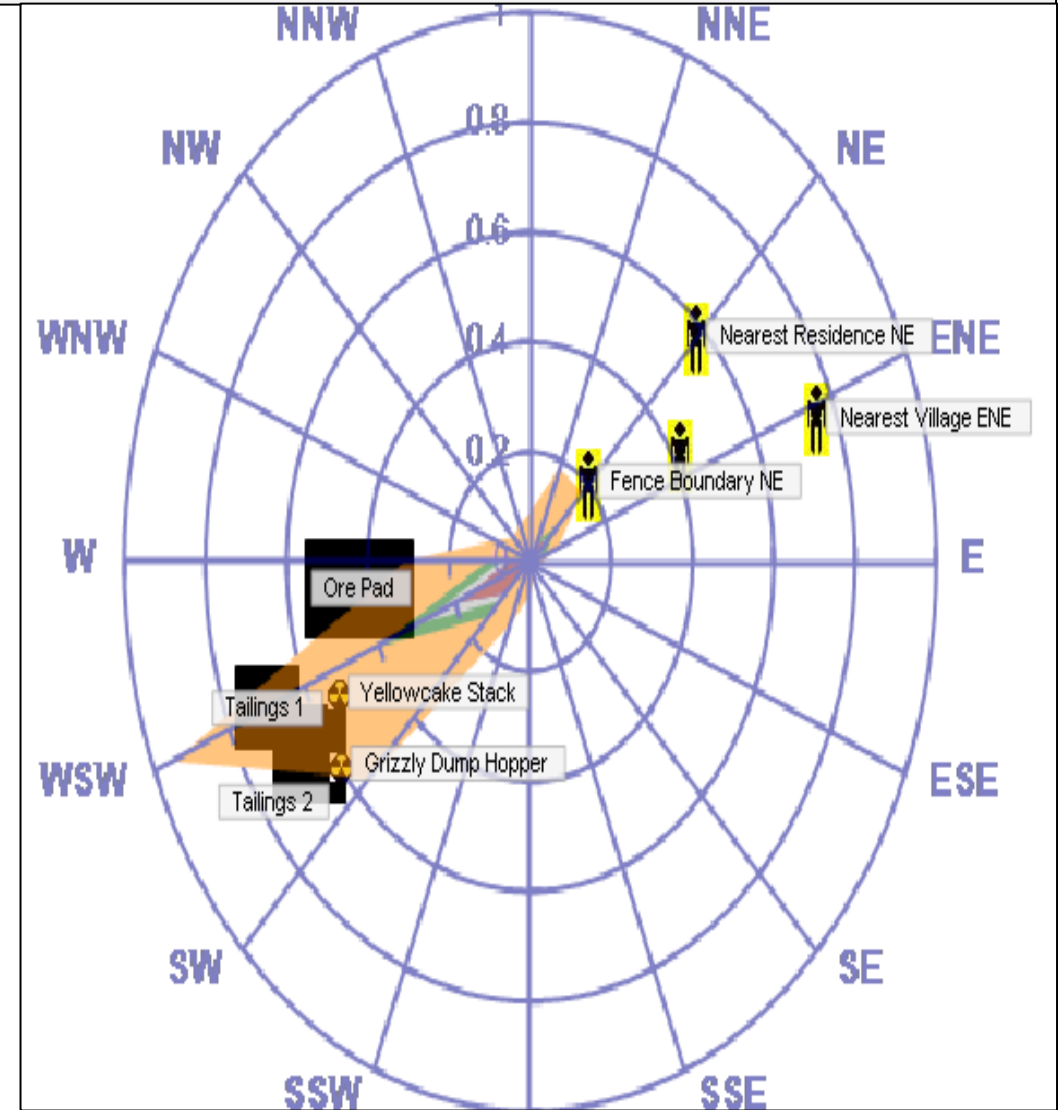 1
NNW
NNE
0.8
NW
NE
0.6
WNW
0.4
Nearest Residence NE
ENE
Nearest Village ENE
0.2
Fence Boundary NE
W
E
Ore Pad
Yellowcake Stack
Tailings 1
Grizzly Dump Hopper
WSW
ESE
Tailings 2
SW
SE
SSW
SSE